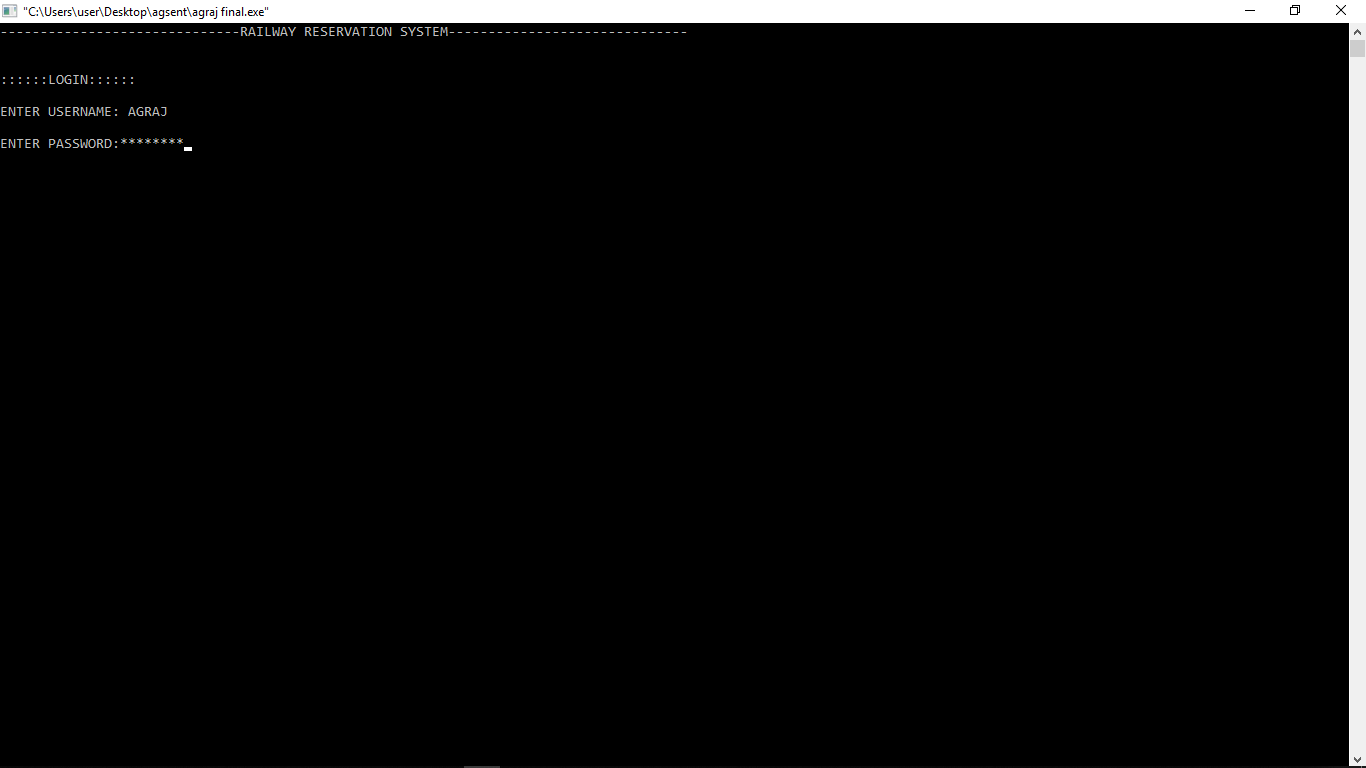 "C:\Users\user\Desktop\agsent\agraj final.exe"
------------------------------RAILWAY RESERVATION SYSTEM------------------------------
::::::LOGIN::::::
ENTER USERNAME: AGRAJ
ENTER PASSWORD:********